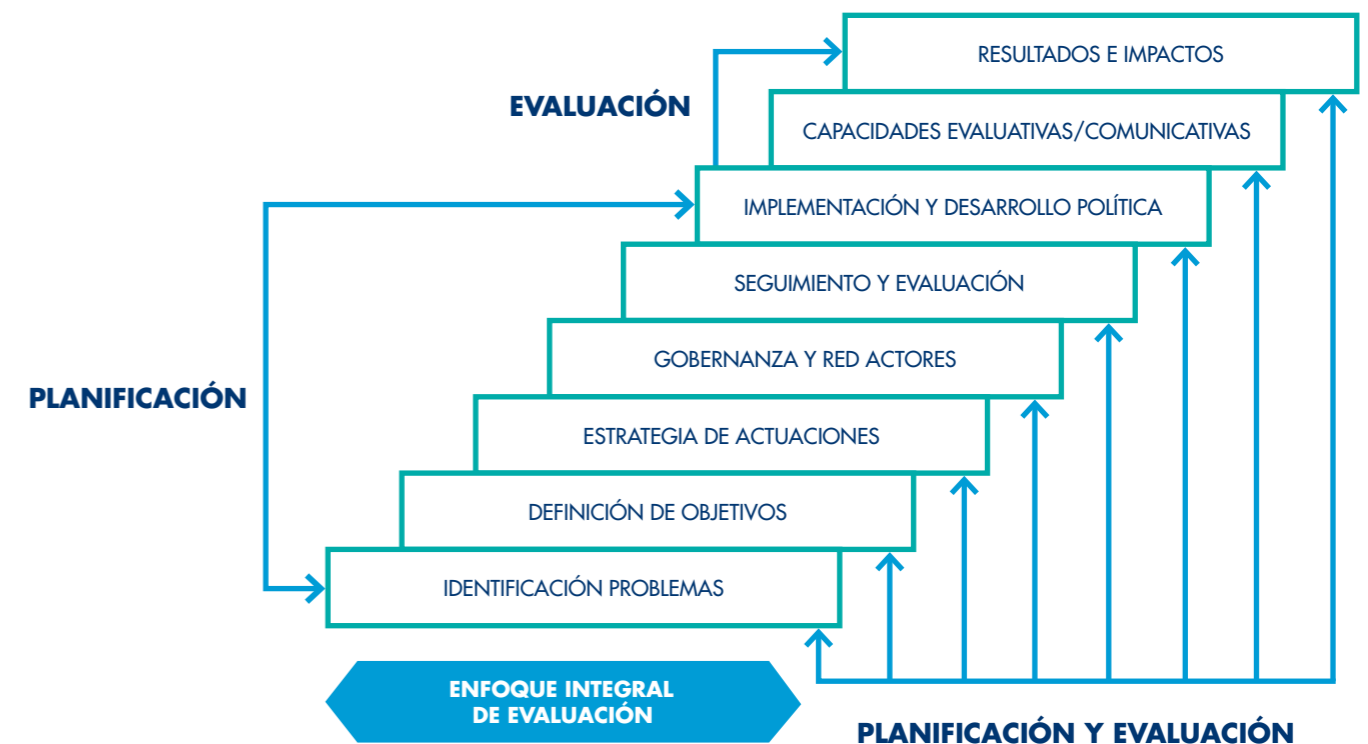 RESULTADOS E IMPACTOS
EVALUACIÓN
CAPACIDADES EVALUATIVAS/COMUNICATIVAS
IMPLEMENTACIÓN Y DESARROLLO POLÍTICA
SEGUIMIENTO Y EVALUACIÓN
GOBERNANZA Y RED ACTORES
PLANIFICACIÓN
ESTRATEGIA DE ACTUACIONES
DEFINICIÓN DE OBJETIVOS
IDENTIFICACIÓN PROBLEMAS
ENFOQUE INTEGRAL
DE EVALUACIÓN
PLANIFICACIÓN Y EVALUACIÓN